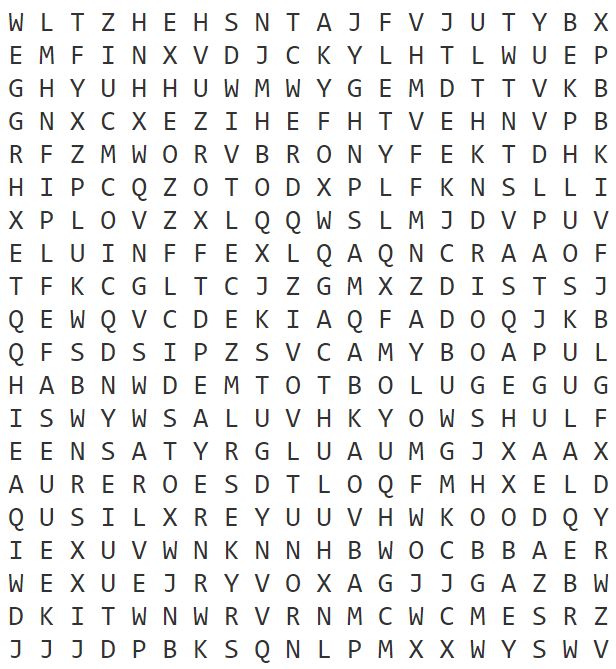 W L T Z H E H S N T A J F V J U T Y B X
E M F I N X V D J C K Y L H T L W U E P
G H Y U H H U W M W Y G E M D T T V K B
G N X C X E Z I H E F H T V E H N V P B
R F Z M W O R V B R O N Y F E K T D H K
H I P C Q Z O T O D X P L F K N S L L I
X P L O V Z X L Q Q W S L M J D V P U V
E L U I N F F E X L Q A Q N C R A A O F
T F K C G L T C J Z G M X Z D I S T S J
Q E W Q V C D E K I A Q F A D O Q J K B
Q F S D S I P Z S V C A M Y B O A P U L
H A B N W D E M T O T B O L U G E G U G
I S W Y W S A L U V H K Y O W S H U L F
E E N S A T Y R G L U A U M G J X A A X
A U R E R O E S D T L O Q F M H X E L D
Q U S I L X R E Y U U V H W K O O D Q Y
I E X U V W N K N N H B W O C B B A E R
W E X U E J R Y V O X A G J J G A Z B W
D K I T W N W R V R N M C W C M E S R Z
J J J D P B K S Q N L P M X X W Y S W V